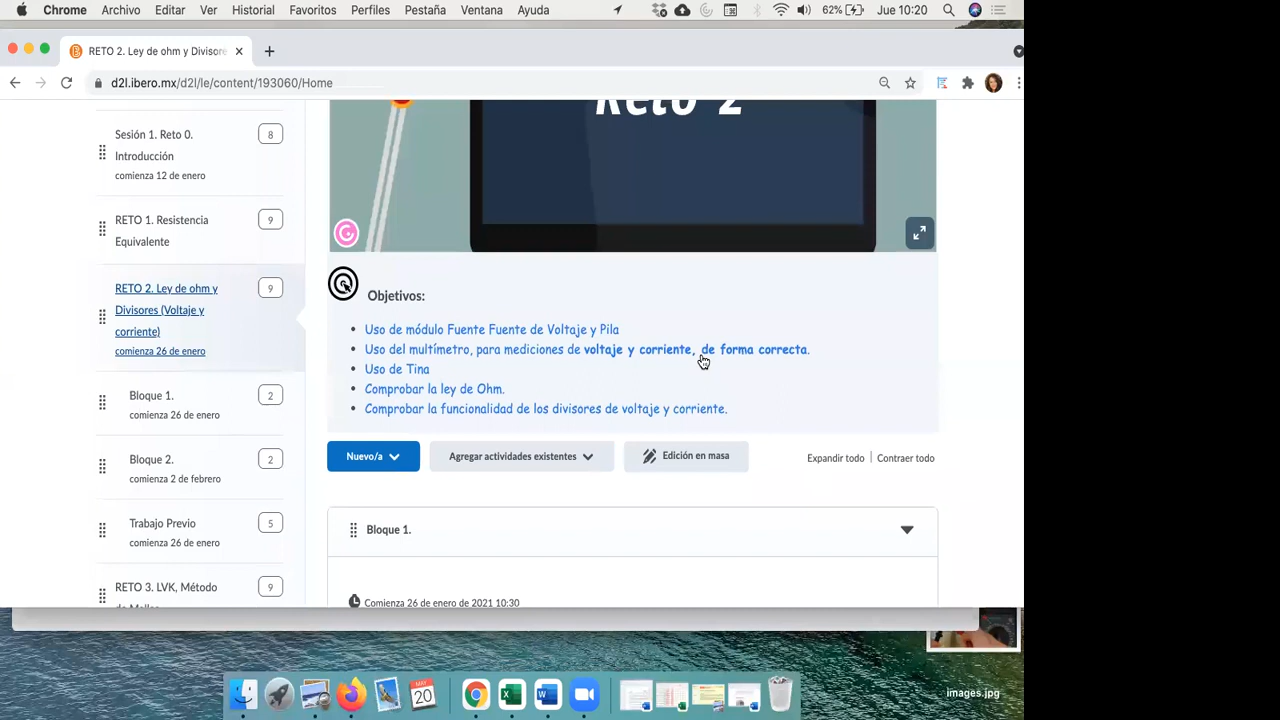 Chrome Archivo Editar Ver Historial Favoritos Perfiles Pestaña Ventana Ayuda 62% Jue 10:20
RETO 2. Ley de ohm y Divisore
d2l.ibero.mx/d2l/le/content/193060/Home
Reto 2
Sesión 1. Reto 0.
Introducción
8
comienza 12 de enero
RETO 1. Resistencia
Equivalente
9
RETO 2. Ley de ohm y
Divisores (Voltaje y
corriente)
9
comienza 26 de enero
Bloque 1.
2
comienza 26 de enero
Bloque 2.
2
comienza 2 de febrero
Trabajo Previo
5
comienza 26 de enero
RETO 3. LVK, Método
de Mallas
9
Objetivos:
• Uso de módulo Fuente Fuente de Voltaje y Pila
• Uso del multímetro, para mediciones de voltaje y corriente, de forma correcta.
• Uso de Tina
• Comprobar la ley de Ohm.
• Comprobar la funcionalidad de los divisores de voltaje y corriente.
Nuevo/a Agregar actividades existentes Edición en masa Expandir todo | Contraer todo
Bloque 1.
Comienza 26 de enero de 2021 10:30
MAY
20
images.jpg